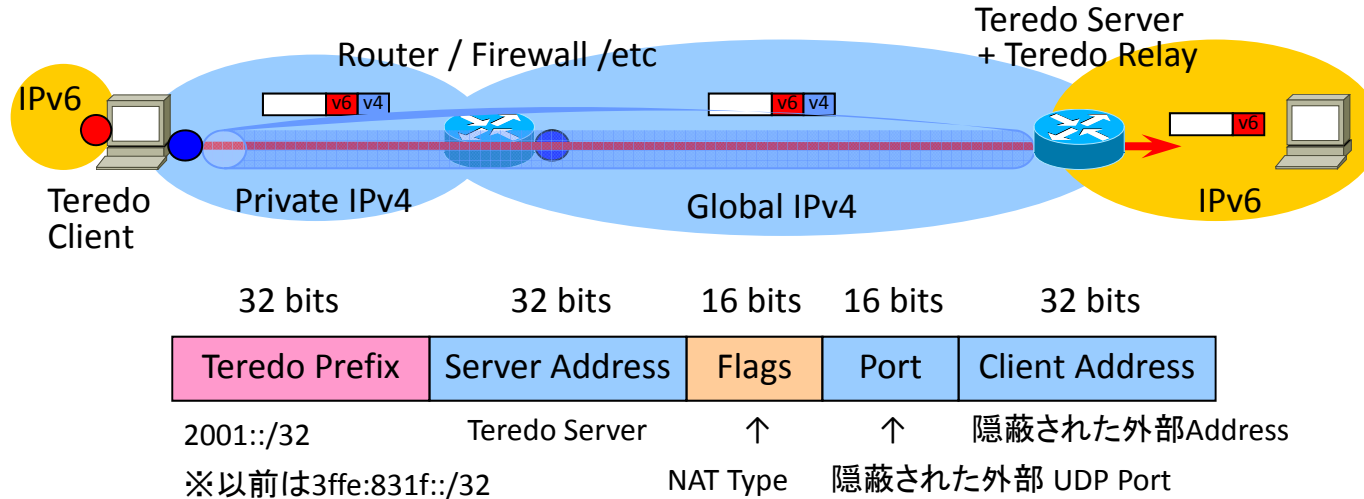 Teredo Server
+ Teredo Relay
Router / Firewall /etc
IPv6
v6 v4
v6 v4
v6
Teredo
Client
Private IPv4
Global IPv4
IPv6
32 bits 32 bits 16 bits 16 bits 32 bits
Teredo Prefix Server Address Flags Port Client Address
2001::/32 Teredo Server ↑ ↑ 隠蔽された外部Address
※以前は3ffe:831f::/32 NAT Type 隠蔽された外部 UDP Port